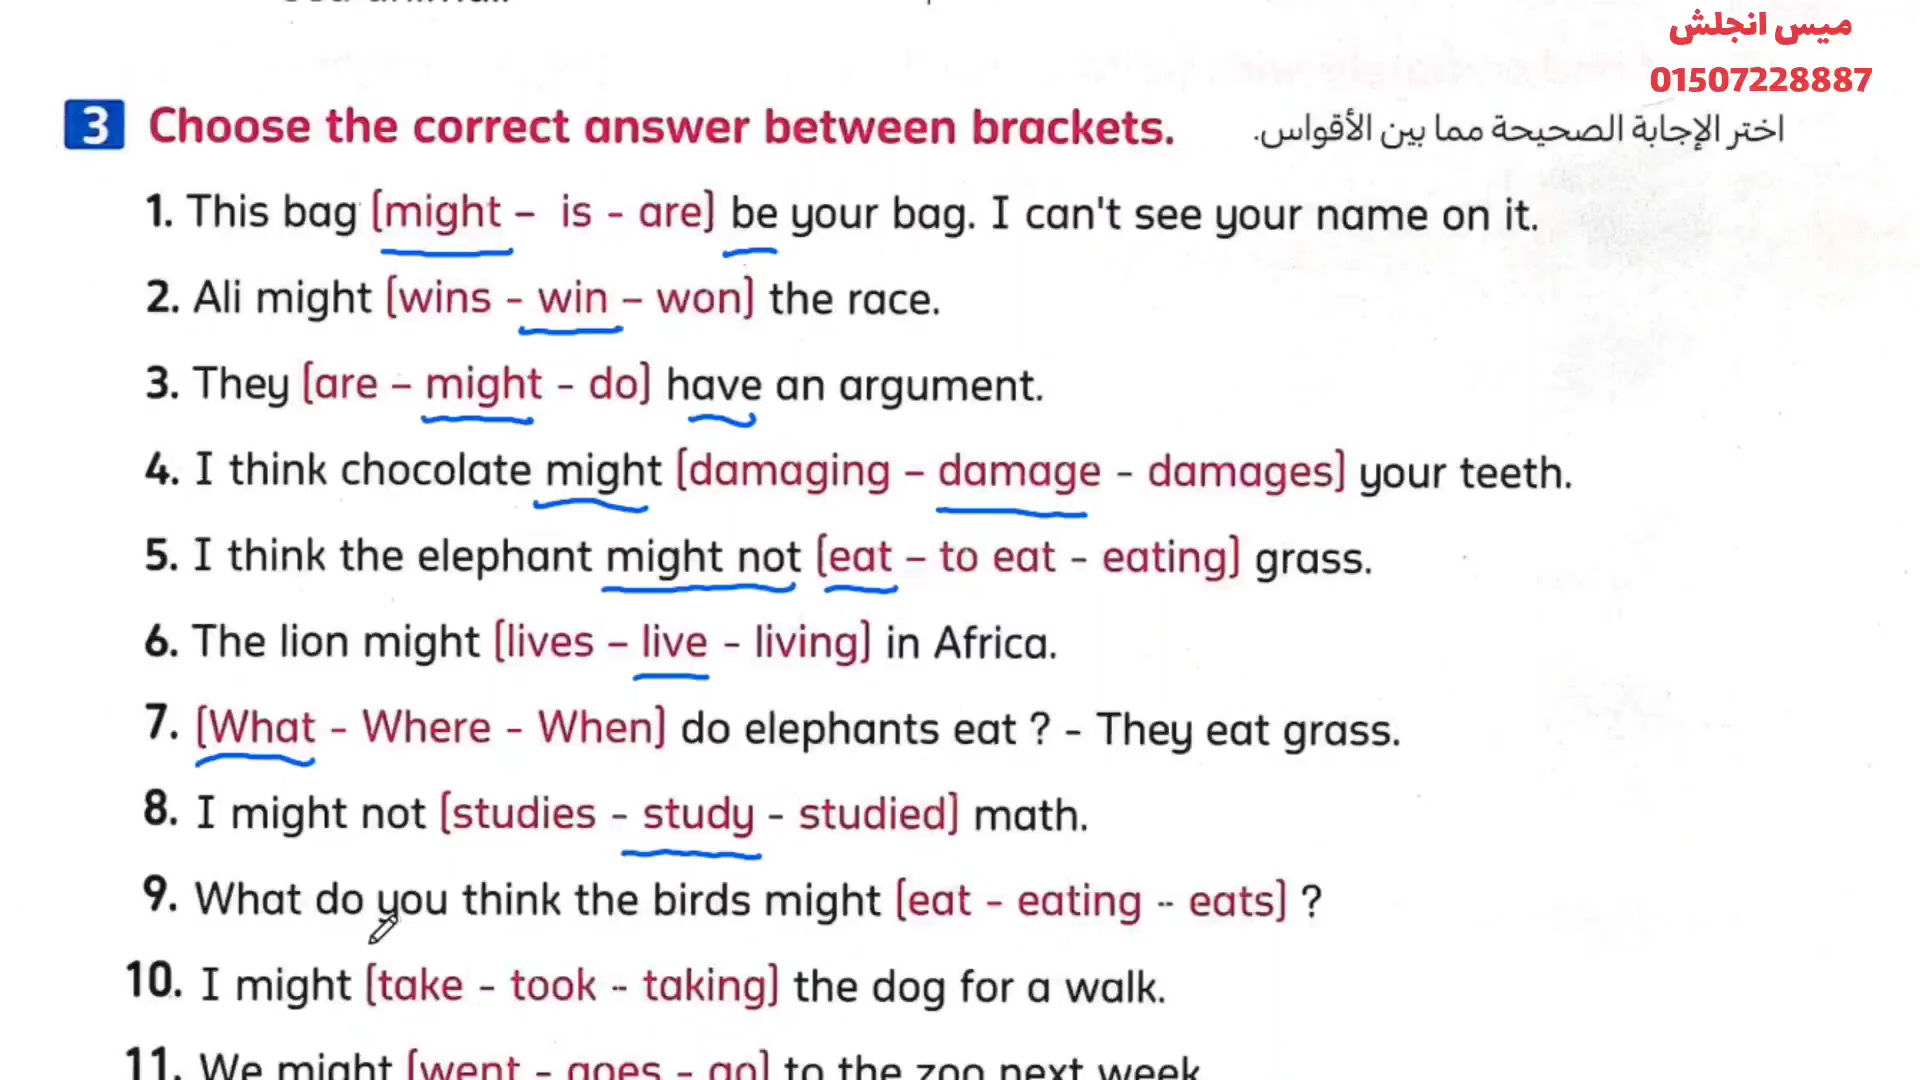 ميس انجلش
01507228887
3 Choose the correct answer between brackets. اختر الإجابة الصحيحة مما بين الأقواس.
1. This bag (might – is - are) be your bag. I can't see your name on it.
2. Ali might (wins - win – won) the race.
3. They (are – might - do) have an argument.
4. I think chocolate might (damaging – damage - damages) your teeth.
5. I think the elephant might not (eat – to eat - eating) grass.
6. The lion might (lives – live - living) in Africa.
7. (What - Where - When) do elephants eat ? - They eat grass.
8. I might not (studies - study - studied) math.
9. What do you think the birds might (eat - eating - eats) ?
10. I might (take - took - taking) the dog for a walk.
11. We might (went - goes - go) to the zoo next week